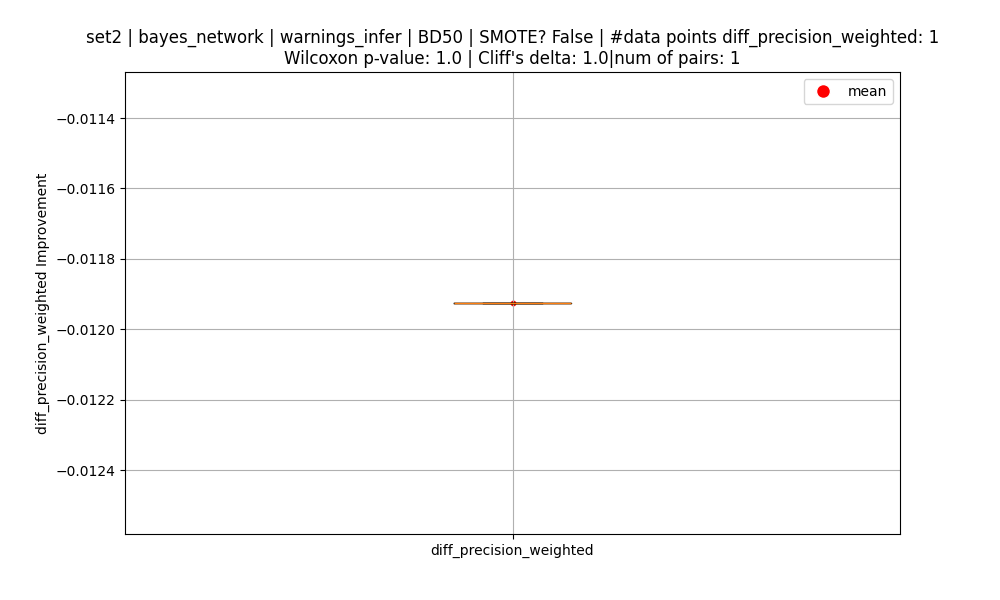 set2 | bayes_network | warnings_infer | BD50 | SMOTE? False | #data points diff_precision_weighted: 1
Wilcoxon p-value: 1.0 | Cliff's delta: 1.0|num of pairs: 1
mean
−0.0114
−0.0116
−0.0118
−0.0120
−0.0122
−0.0124
diff_precision_weighted Improvement
diff_precision_weighted